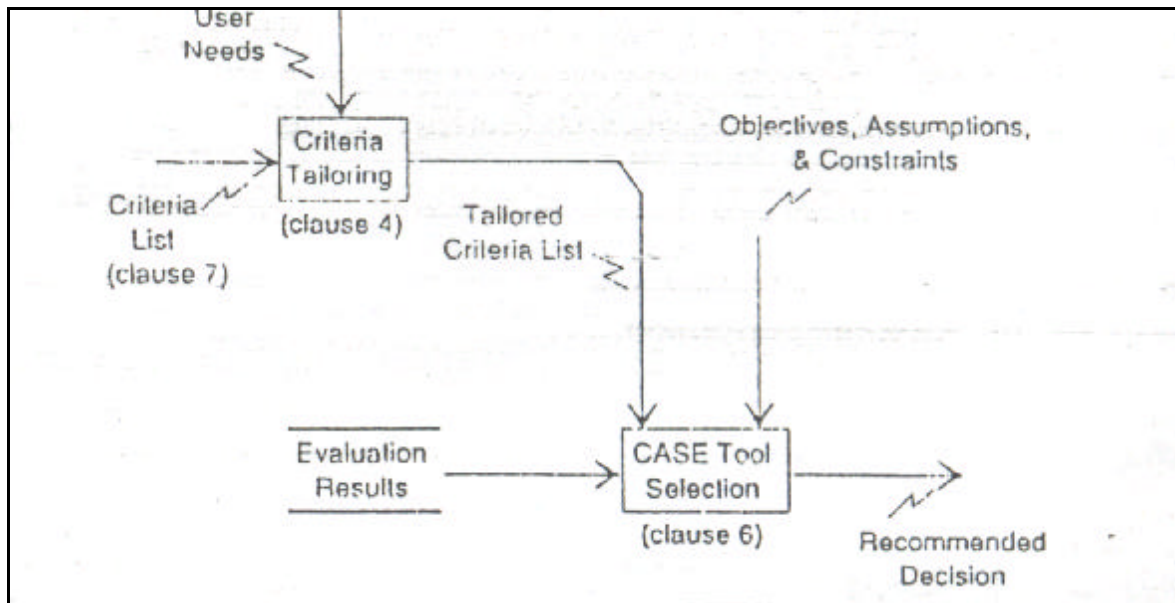 User
Needs
Criteria
Tailoring
(clause 4)
Criteria
List
(clause 7)
Objectives, Assumptions,
& Constraints
Tailored
Criteria List
Evaluation
Results
CASE Tool
Selection
(clause 6)
Recommended
Decision